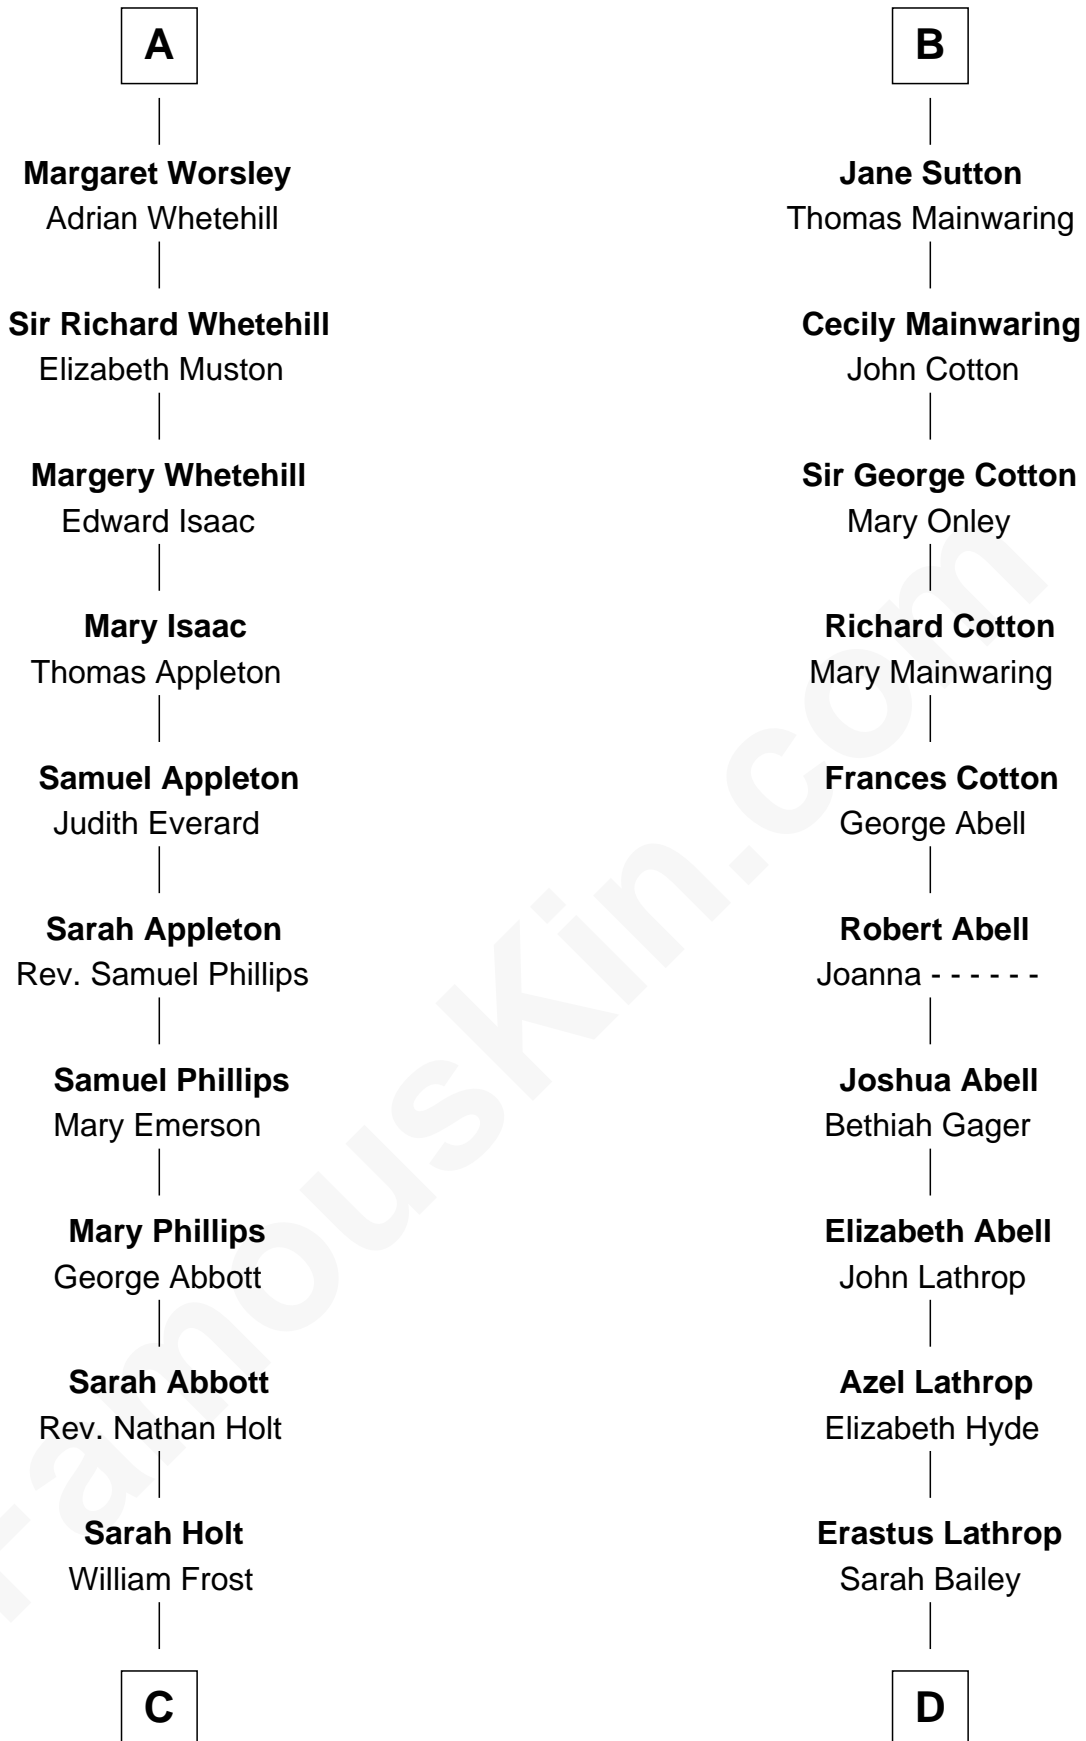 A
Margaret Worsley
Adrian Whetehill
Sir Richard Whetehill
Elizabeth Muston
Margery Whetehill
Edward Isaac
Mary Isaac
Thomas Appleton
Samuel Appleton
Judith Everard
Sarah Appleton
Rev. Samuel Phillips
Samuel Phillips
Mary Emerson
Mary Phillips
George Abbott
Sarah Abbott
Rev. Nathan Holt
Sarah Holt
William Frost
C
B
Jane Sutton
Thomas Mainwaring
Cecily Mainwaring
John Cotton
Sir George Cotton
Mary Onley
Richard Cotton
Mary Mainwaring
Frances Cotton
George Abell
Robert Abell
Joanna - - - - - -
Joshua Abell
Bethiah Gager
Elizabeth Abell
John Lathrop
Azel Lathrop
Elizabeth Hyde
Erastus Lathrop
Sarah Bailey
D
FamousKin.com